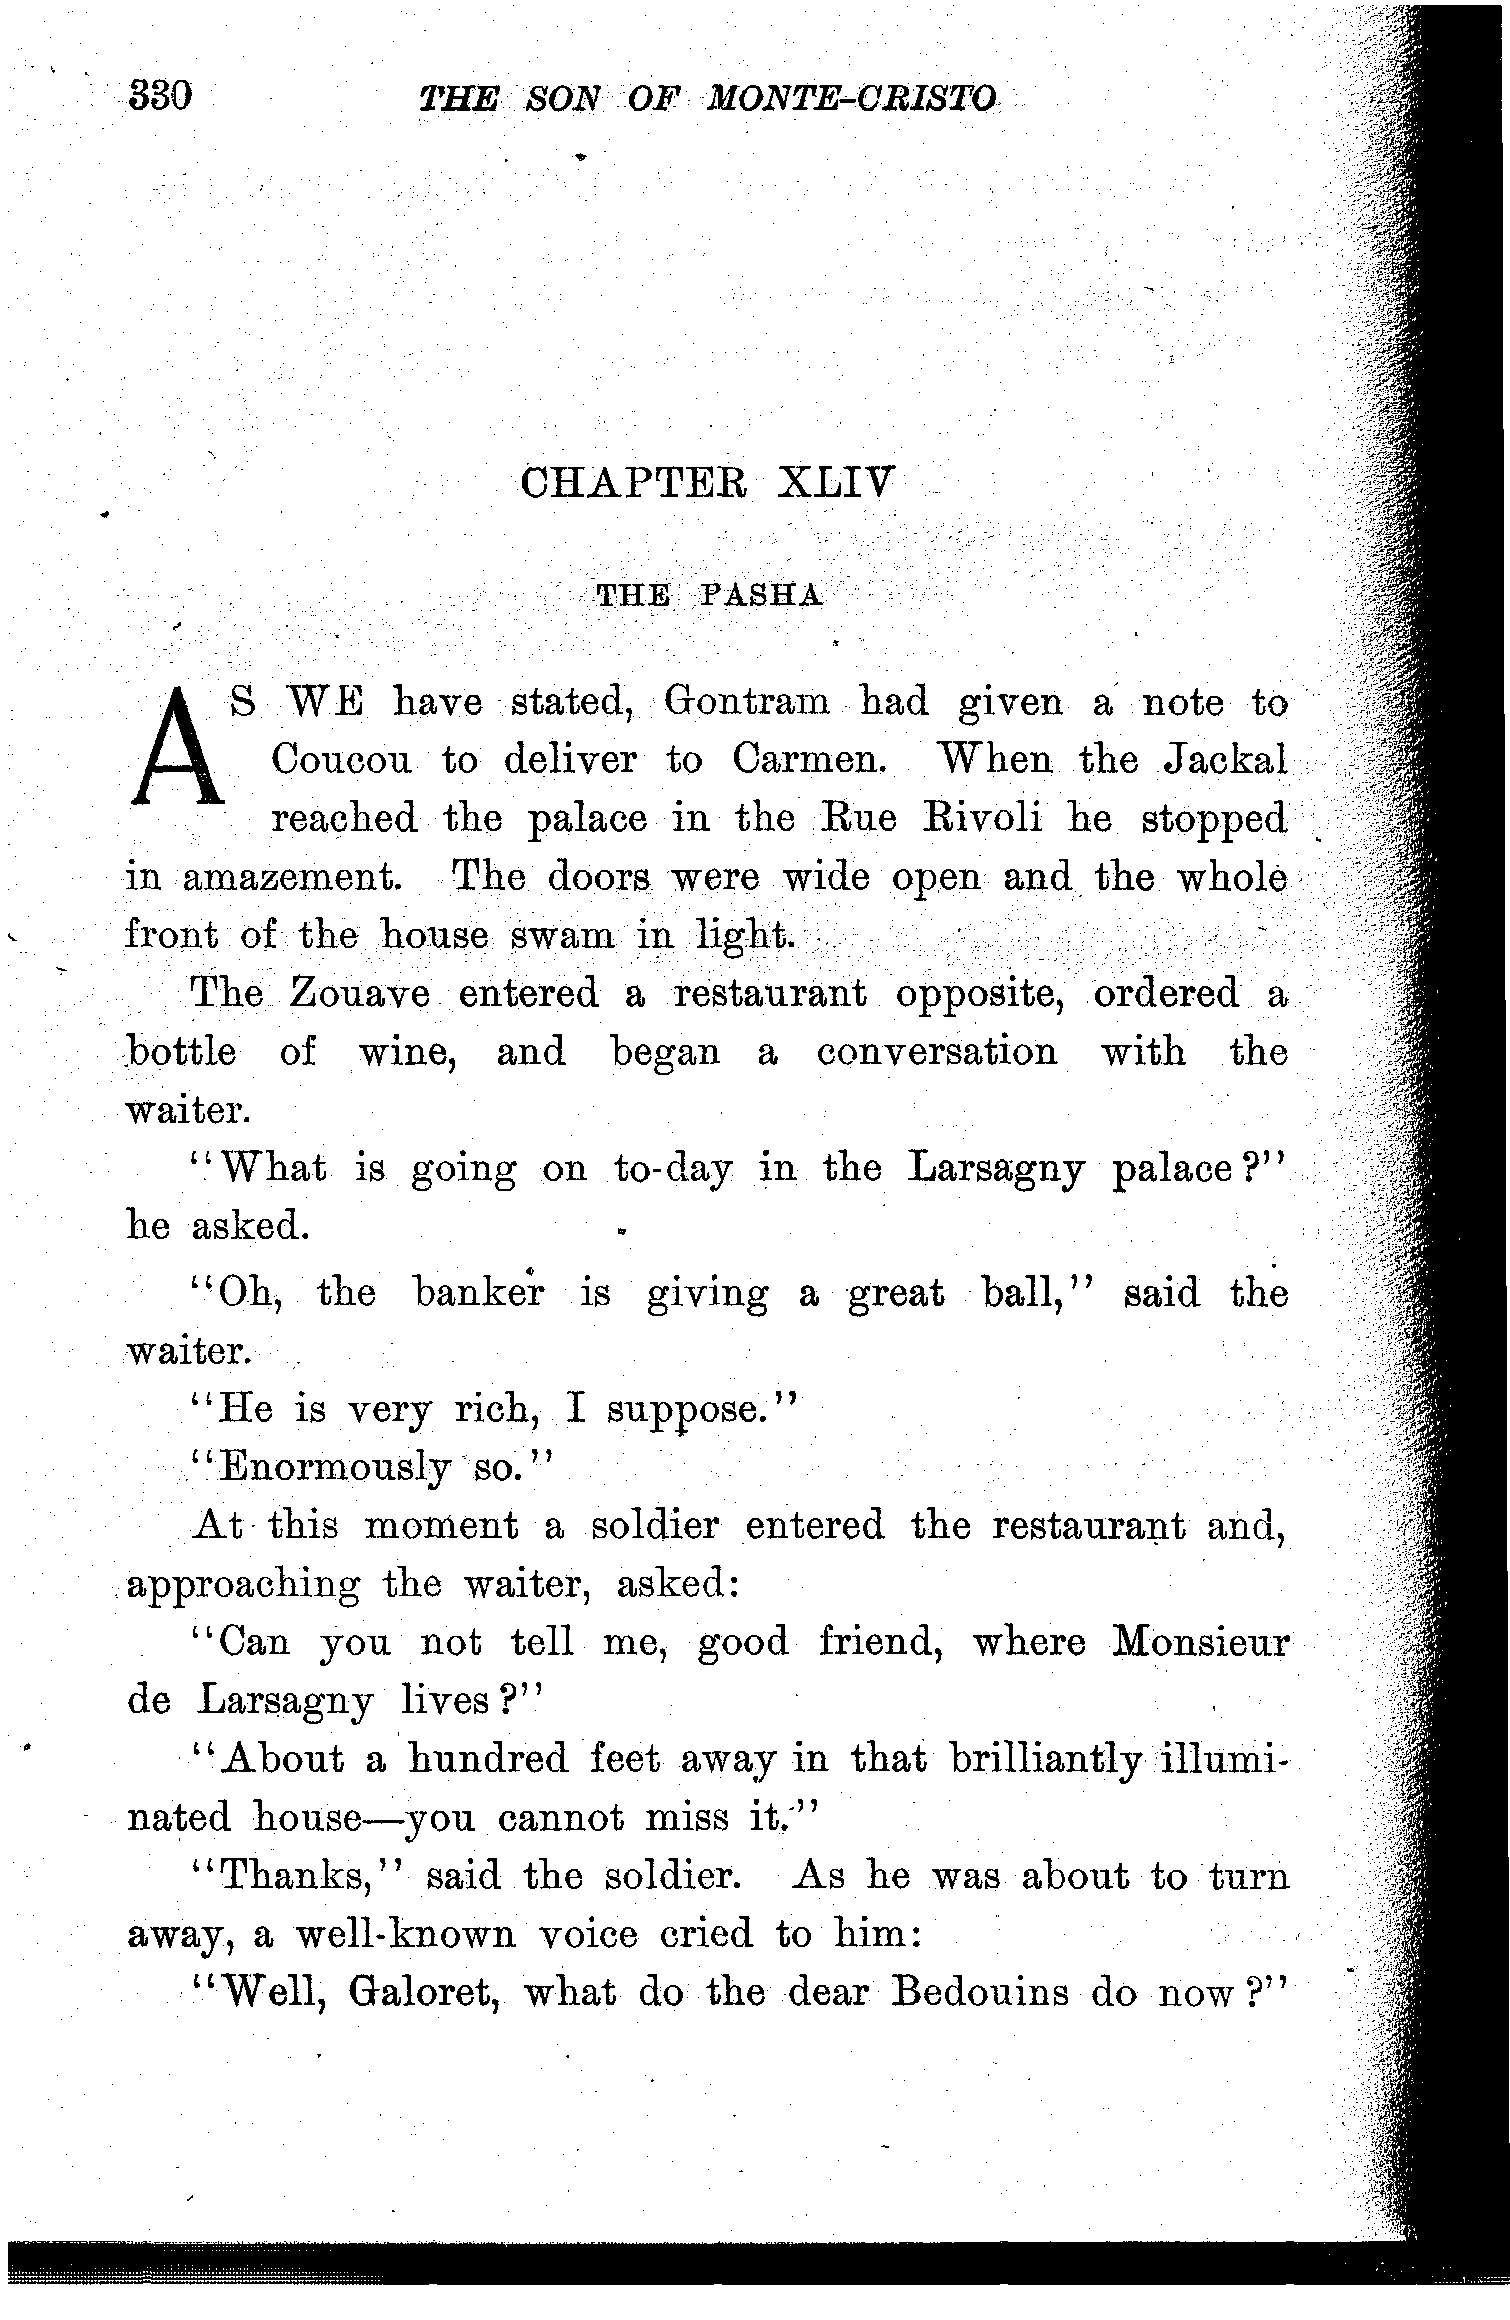 330 THE SON OF MONTE-CRISTO
CHAPTER XLIV
THE PASHA
AS WE have stated, Gontram had given a note to
Coucou to deliver to Carmen. When the Jackal
reached the palace in the Rue Rivoli he stopped
in amazement. The doors were wide open and the whole
front of the house swam in light.
The Zouave entered a restaurant opposite, ordered a
bottle of wine, and began a conversation with the
waiter.
"What is going on to-day in the Larsagny palace?"
he asked.
"Oh, the banker is giving a great ball," said the
waiter.
"He is very rich, I suppose."
"Enormously so."
At this moment a soldier entered the restaurant and,
approaching the waiter, asked:
"Can you not tell me, good friend, where Monsieur
de Larsagny lives?"
"About a hundred feet away in that brilliantly illumi-
nated house—you cannot miss it."
"Thanks," said the soldier. As he was about to turn
away, a well-known voice cried to him:
"Well, Galoret, what do the dear Bedouins do now?"